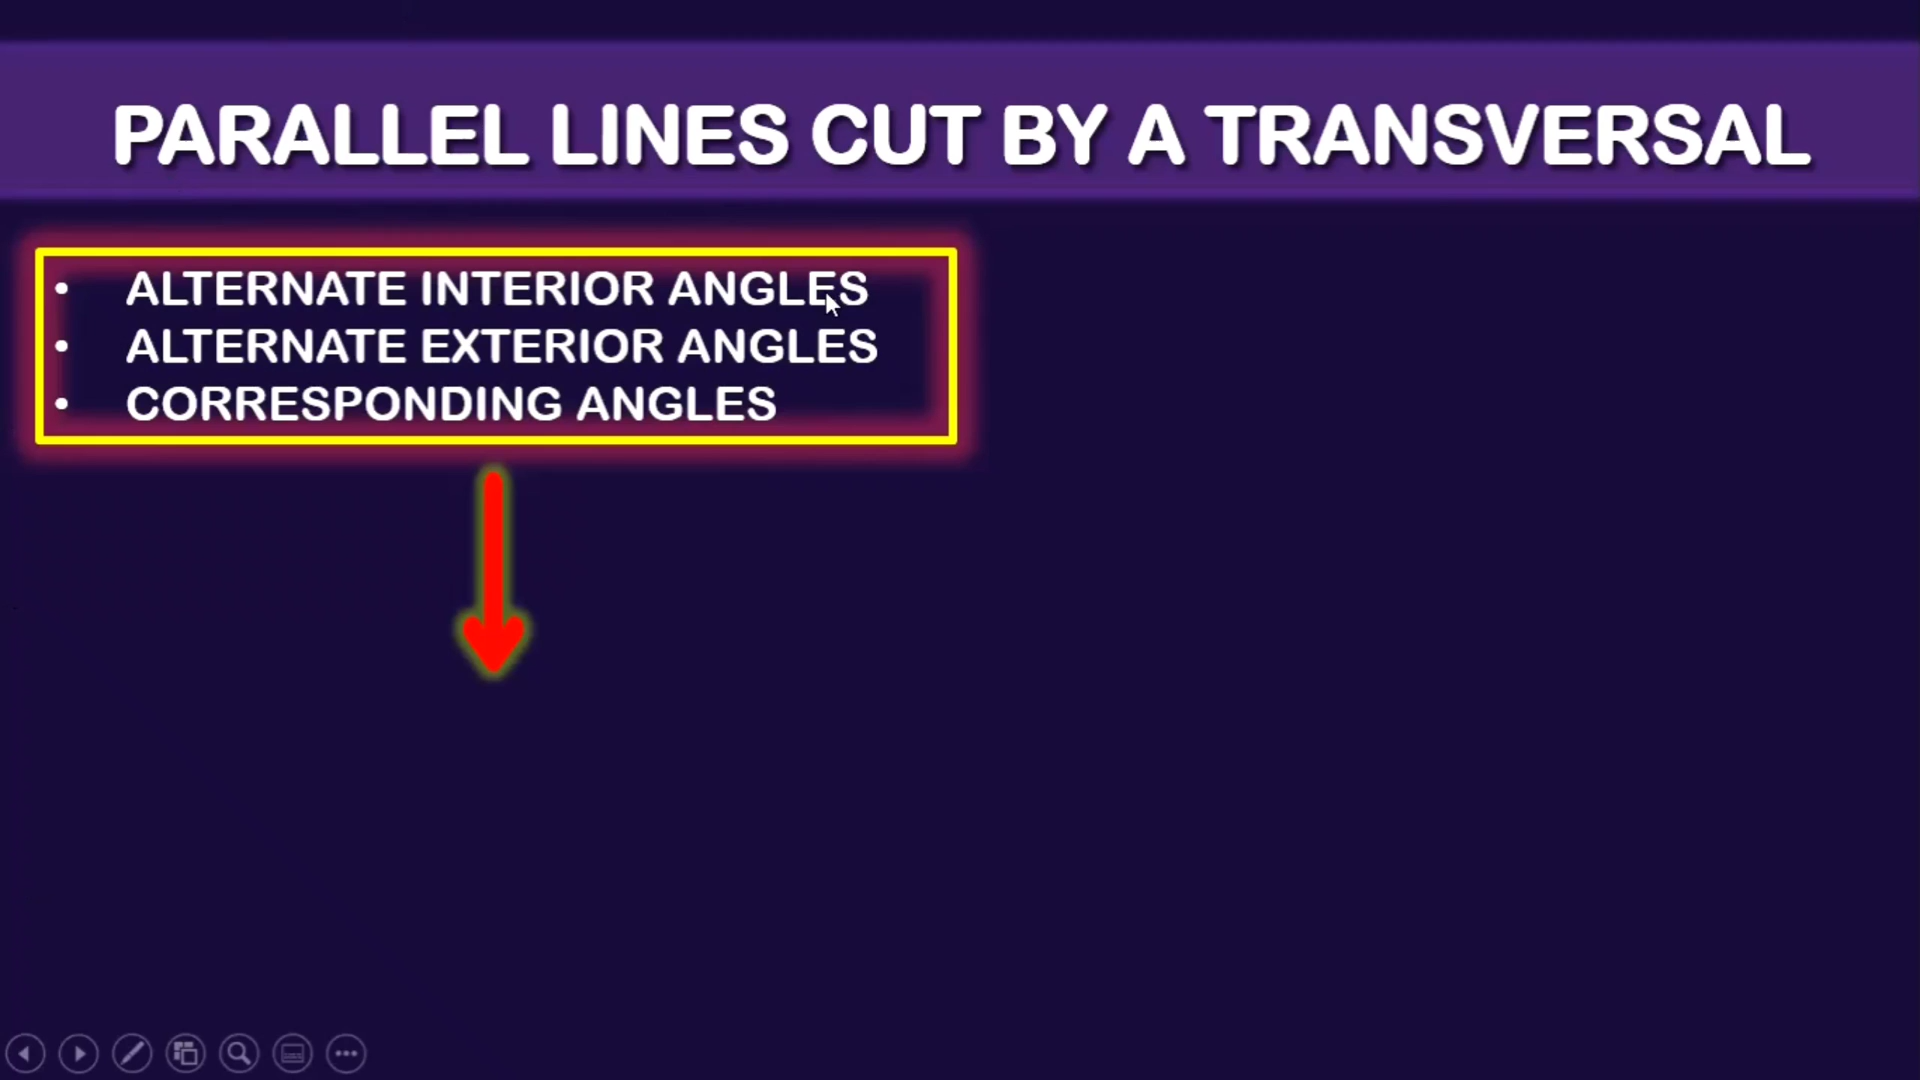 PARALLEL LINES CUT BY A TRANSVERSAL
• ALTERNATE INTERIOR ANGLES
• ALTERNATE EXTERIOR ANGLES
• CORRESPONDING ANGLES